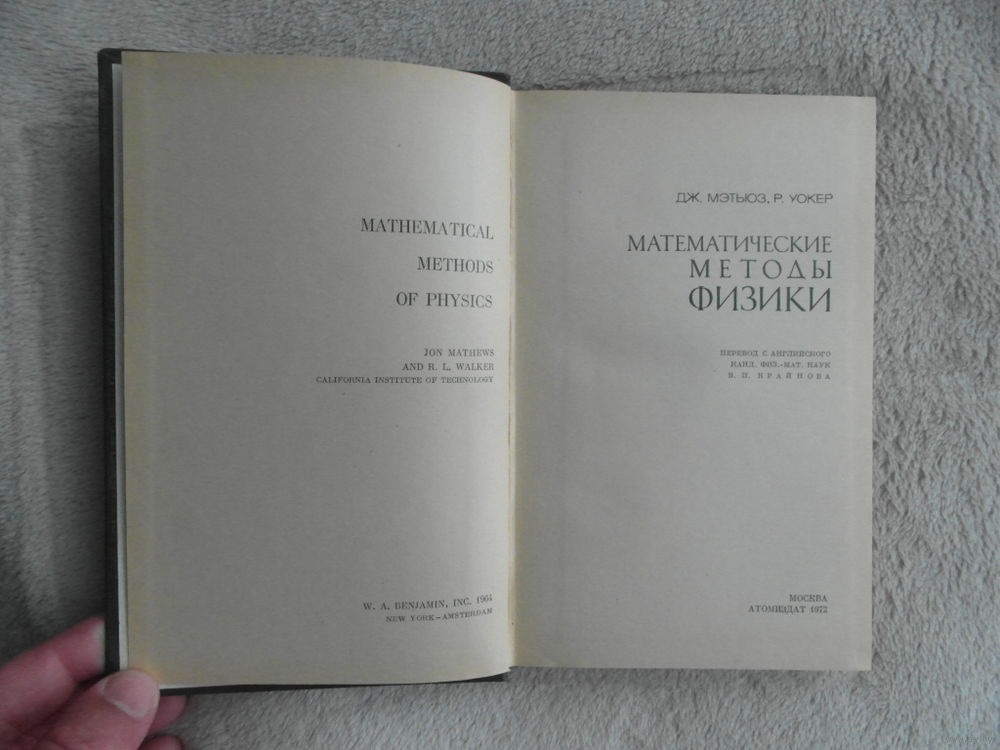 MATHEMATICAL
METHODS
OF PHYSICS
JON MATHEWS
AND R. L. WALKER
CALIFORNIA INSTITUTE OF TECHNOLOGY
W. A. BENJAMIN, INC. 1964
NEW YORK–AMSTERDAM
ДЖ. МЭТЬЮЗ, Р. УОКЕР
МАТЕМАТИЧЕСКИЕ
МЕТОДЫ
ФИЗИКИ
ПЕРЕВОД С АНГЛИЙСКОГО
КАНД. ФИЗ.-МАТ. НАУК
В. П. КРАЙНОВА
МОСКВА
АТОМИЗДАТ 1972